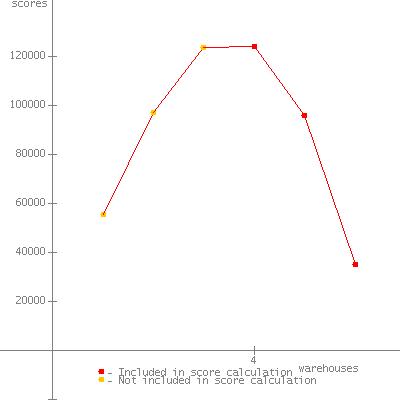 scores
120000
100000
80000
60000
40000
20000
4
warehouses
- Included in score calculation
- Not included in score calculation